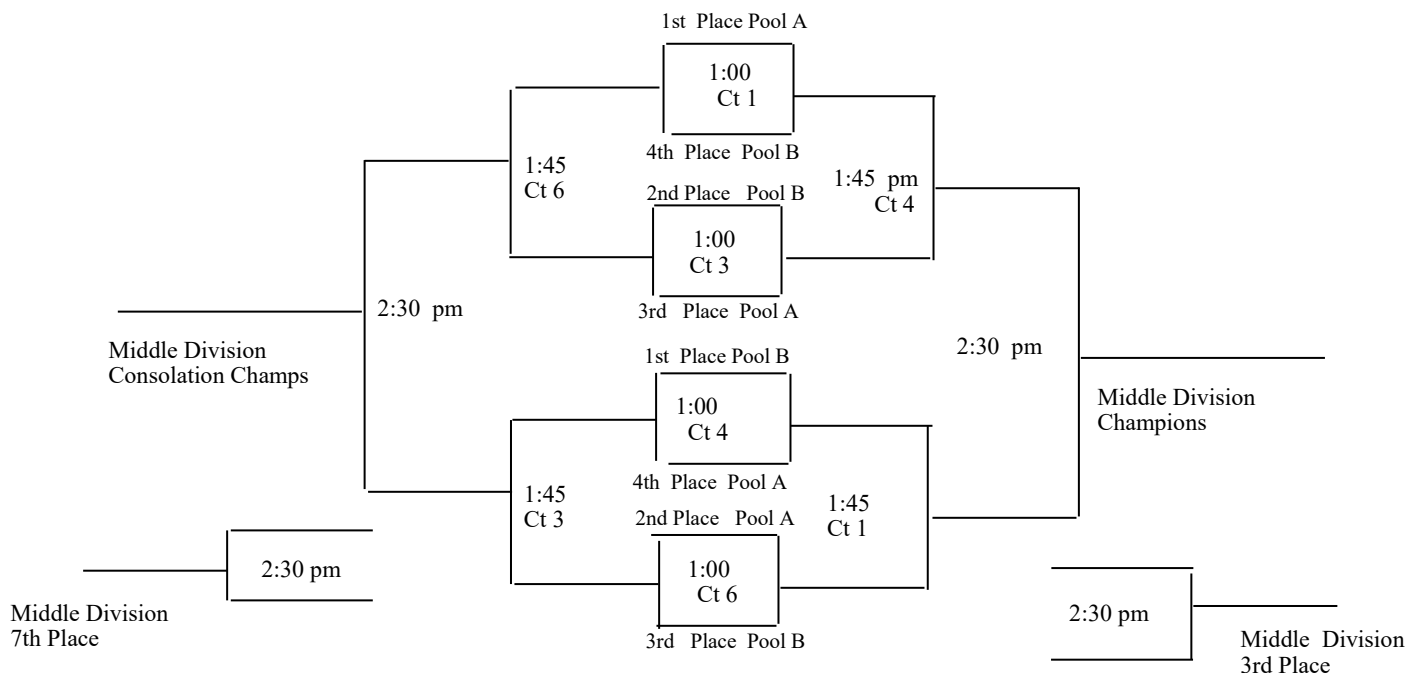 1st Place Pool A
1:00
Ct 1
4th Place Pool B
1:45
Ct 6
1:45 pm
Ct 4
2nd Place Pool B
1:00
Ct 3
3rd Place Pool A
2:30 pm
2:30 pm
Middle Division
Consolation Champs
1st Place Pool B
1:00
Ct 4
4th Place Pool A
Middle Division
Champions
1:45
Ct 3
1:45
Ct 1
2nd Place Pool A
1:00
Ct 6
3rd Place Pool B
2:30 pm
Middle Division
7th Place
2:30 pm
Middle Division
3rd Place